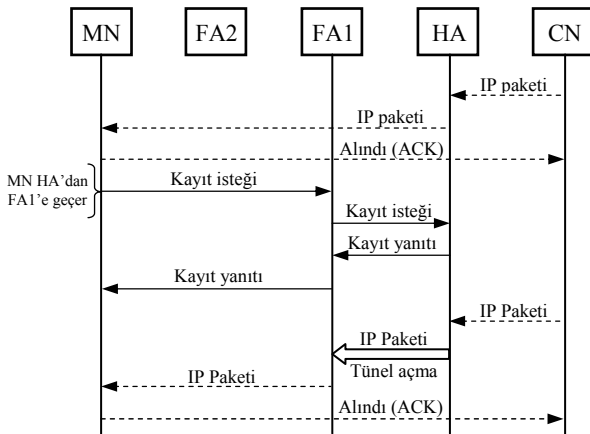 MN FA2 FA1 HA CN
IP paketi
IP paketi
Alındı (ACK)
MN HA’dan
FA1’e geçer
Kayıt isteği
Kayıt isteği
Kayıt yanıtı
Kayıt yanıtı
IP Paketi
IP Paketi
Tünel açma
IP Paketi
Alındı (ACK)